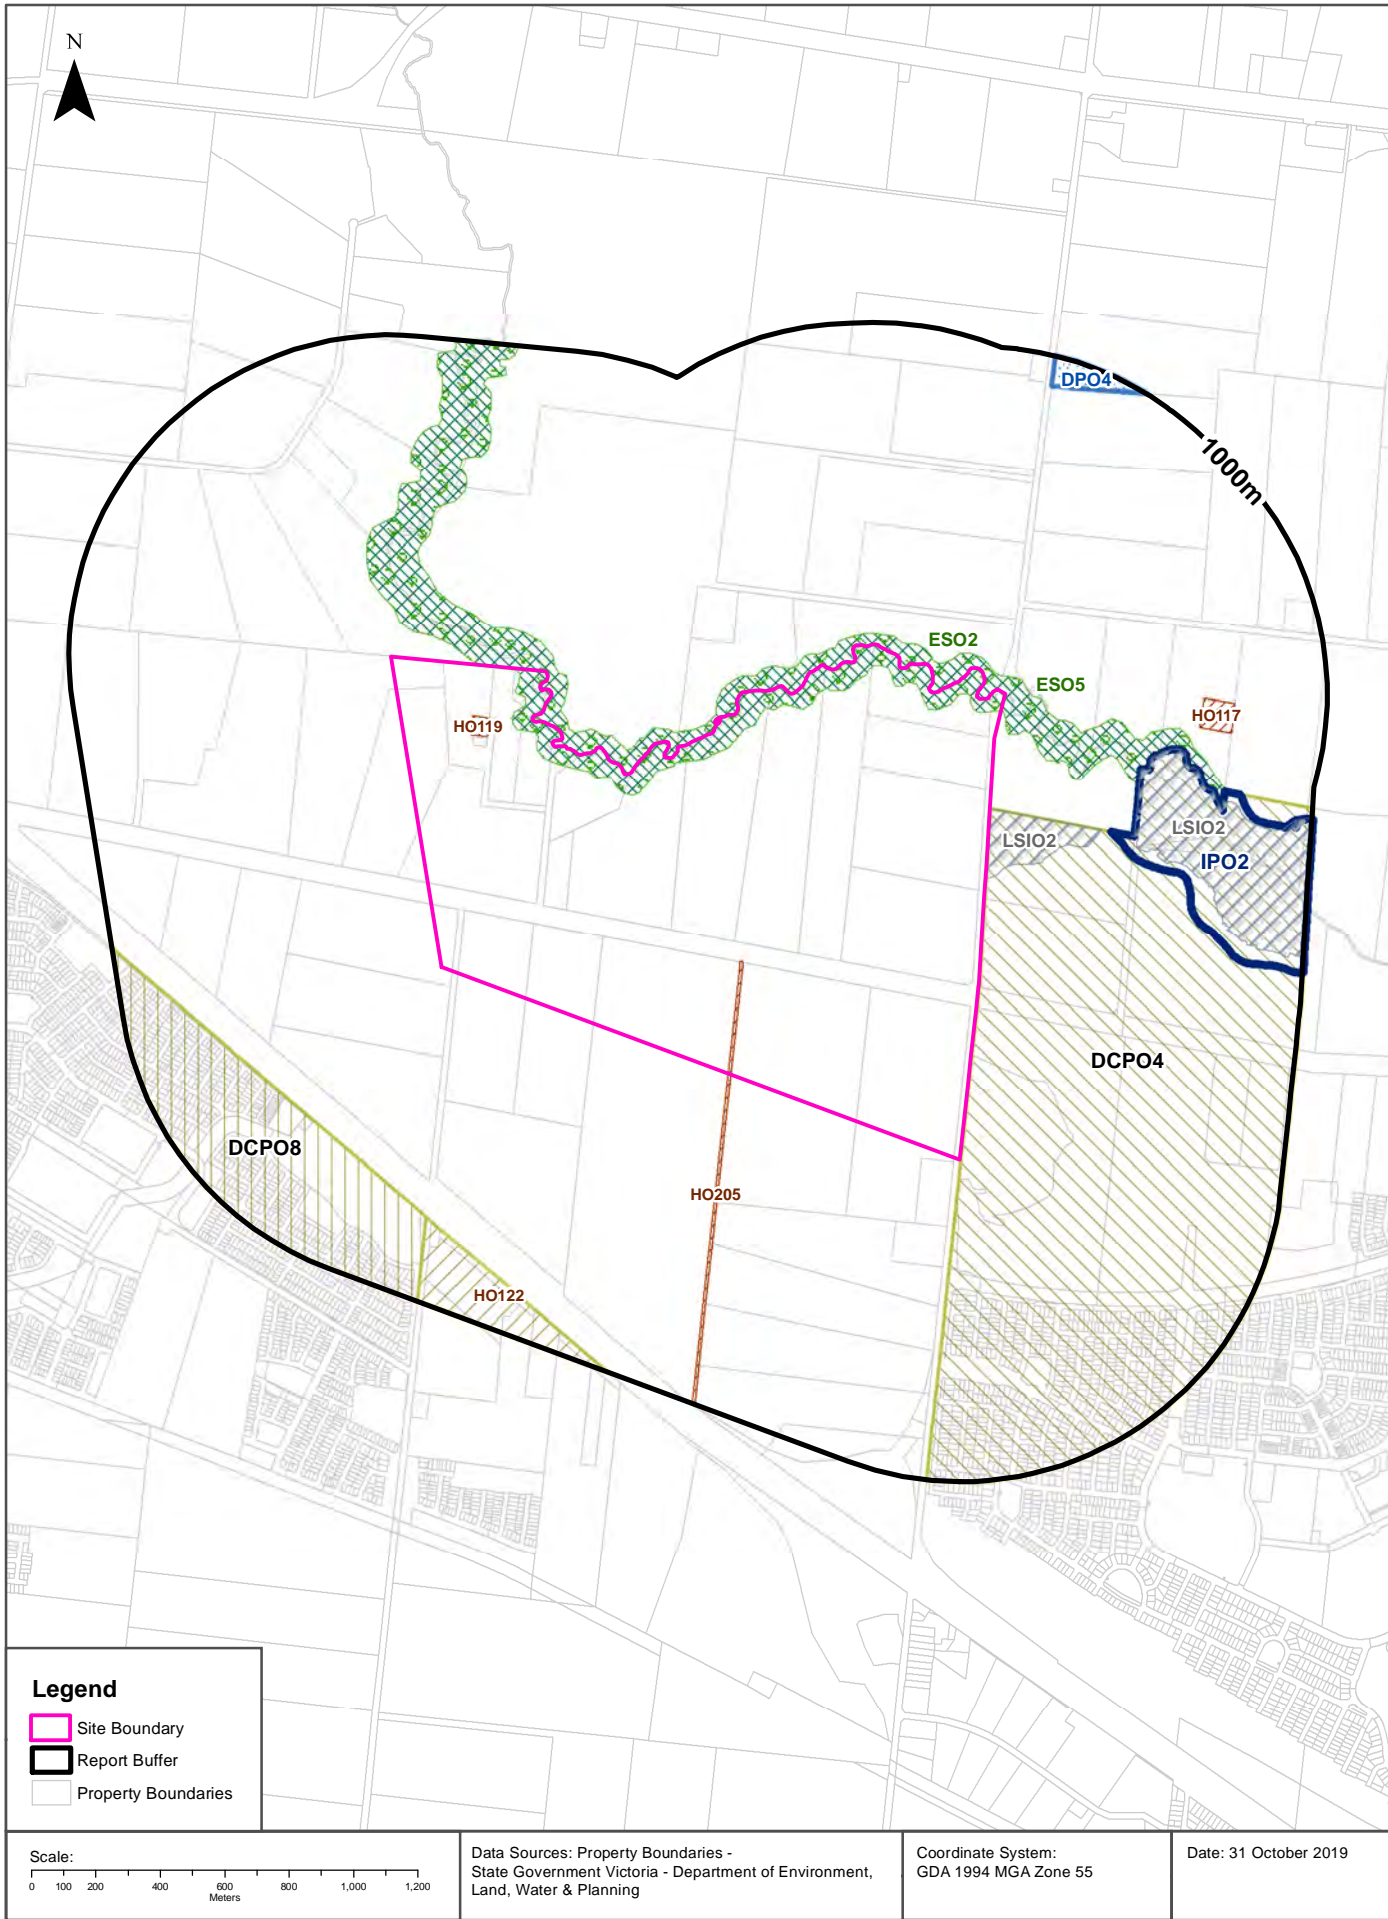 N
DPO4
1000m
ESO2
ESO5
HO119
HO117
LSIO2
LSIO2
IPO2
DCPO4
DCPO8
HO205
HO122
Legend
Site Boundary
Report Buffer
Property Boundaries
Scale:
0 100 200 400 600 800 1,000 1,200
Meters
Data Sources: Property Boundaries -
State Government Victoria - Department of Environment,
Land, Water & Planning
Coordinate System:
GDA 1994 MGA Zone 55
Date: 31 October 2019